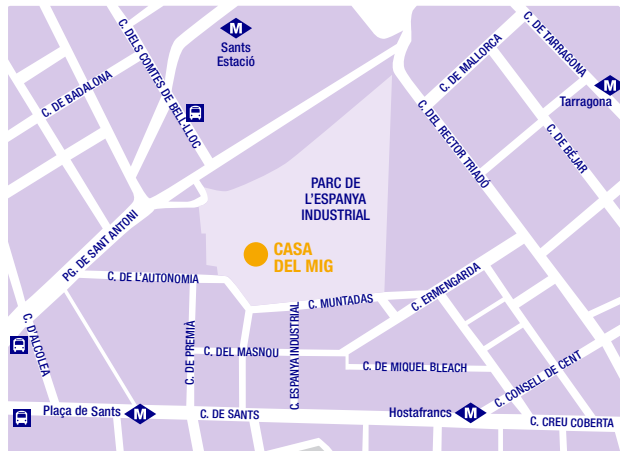 C. DE BADALONA
C. DELS COMTES DE BELL-LLOC
M
Sants
Estació
C. DE MALLORCA
C. DE TARRAGONA
M
Tarragona
C. DEL RECTOR TRIADÓ
C. DE BÉJAR
PARC DE
L'ESPANYA
INDUSTRIAL
PG. DE SANT ANTONI
CASA
DEL MIG
C. DE L'AUTONOMIA
C. MUNTADAS
C. ERMENGARDA
C. D'ALCOLEA
C. DE PREMIÀ
C. DEL MASNOU
C. ESPANYA INDUSTRIAL
C. DE MIQUEL BLEACH
C. CONSELL DE CENT
Plaça de Sants
M
C. DE SANTS
Hostafrancs
M
C. CREU COBERTA